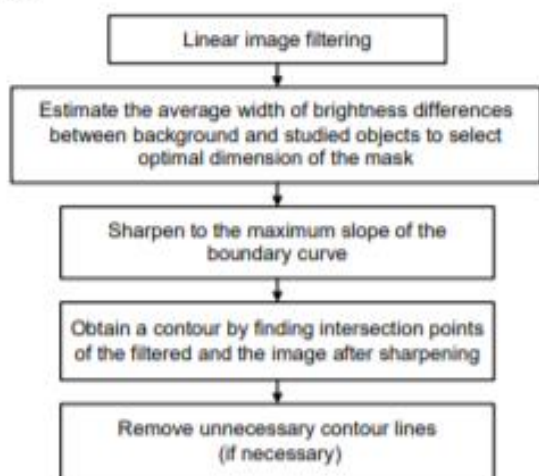 Linear image filtering
Estimate the average width of brightness differences
between background and studied objects to select
optimal dimension of the mask
Sharpen to the maximum slope of the
boundary curve
Obtain a contour by finding intersection points
of the filtered and the image after sharpening
Remove unnecessary contour lines
(if necessary)